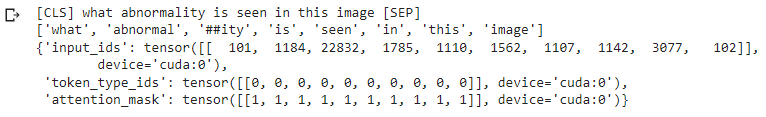 [CLS] what abnormality is seen in this image [SEP]
['what', 'abnormal', '##ity', 'is', 'seen', 'in', 'this', 'image']
{'input_ids': tensor([[  101,  1184, 22832,  1785,  1110,  1562,  1107,  1142,  3077,   102]],
       device='cuda:0'),
 'token_type_ids': tensor([[0, 0, 0, 0, 0, 0, 0, 0, 0, 0]], device='cuda:0'),
 'attention_mask': tensor([[1, 1, 1, 1, 1, 1, 1, 1, 1, 1]], device='cuda:0')}